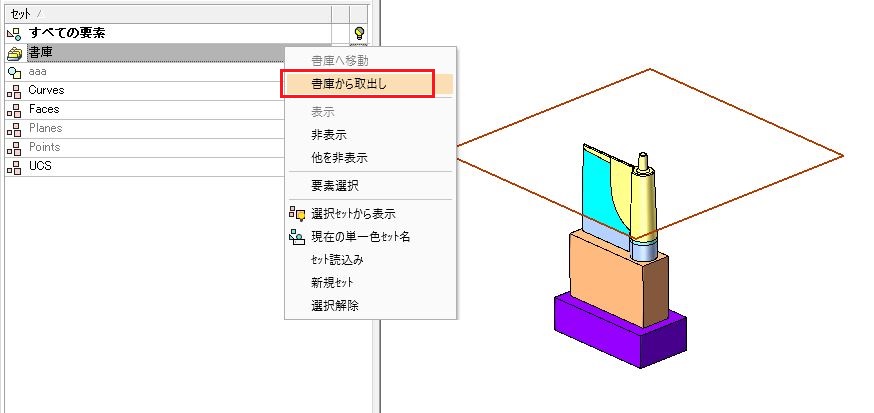 セット /
すべての要素
書庫
aaa
Curves
Faces
Planes
Points
UCS
書庫へ移動
書庫から取出し
表示
非表示
他を非表示
要素選択
選択セットから表示
現在の単一色セット名
セット読込み
新規セット
選択解除